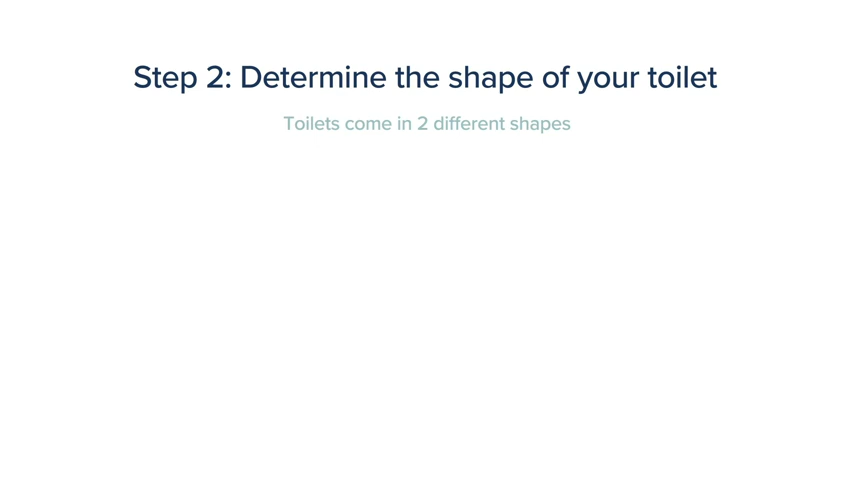 Step 2: Determine the shape of your toilet
Toilets come in 2 different shapes